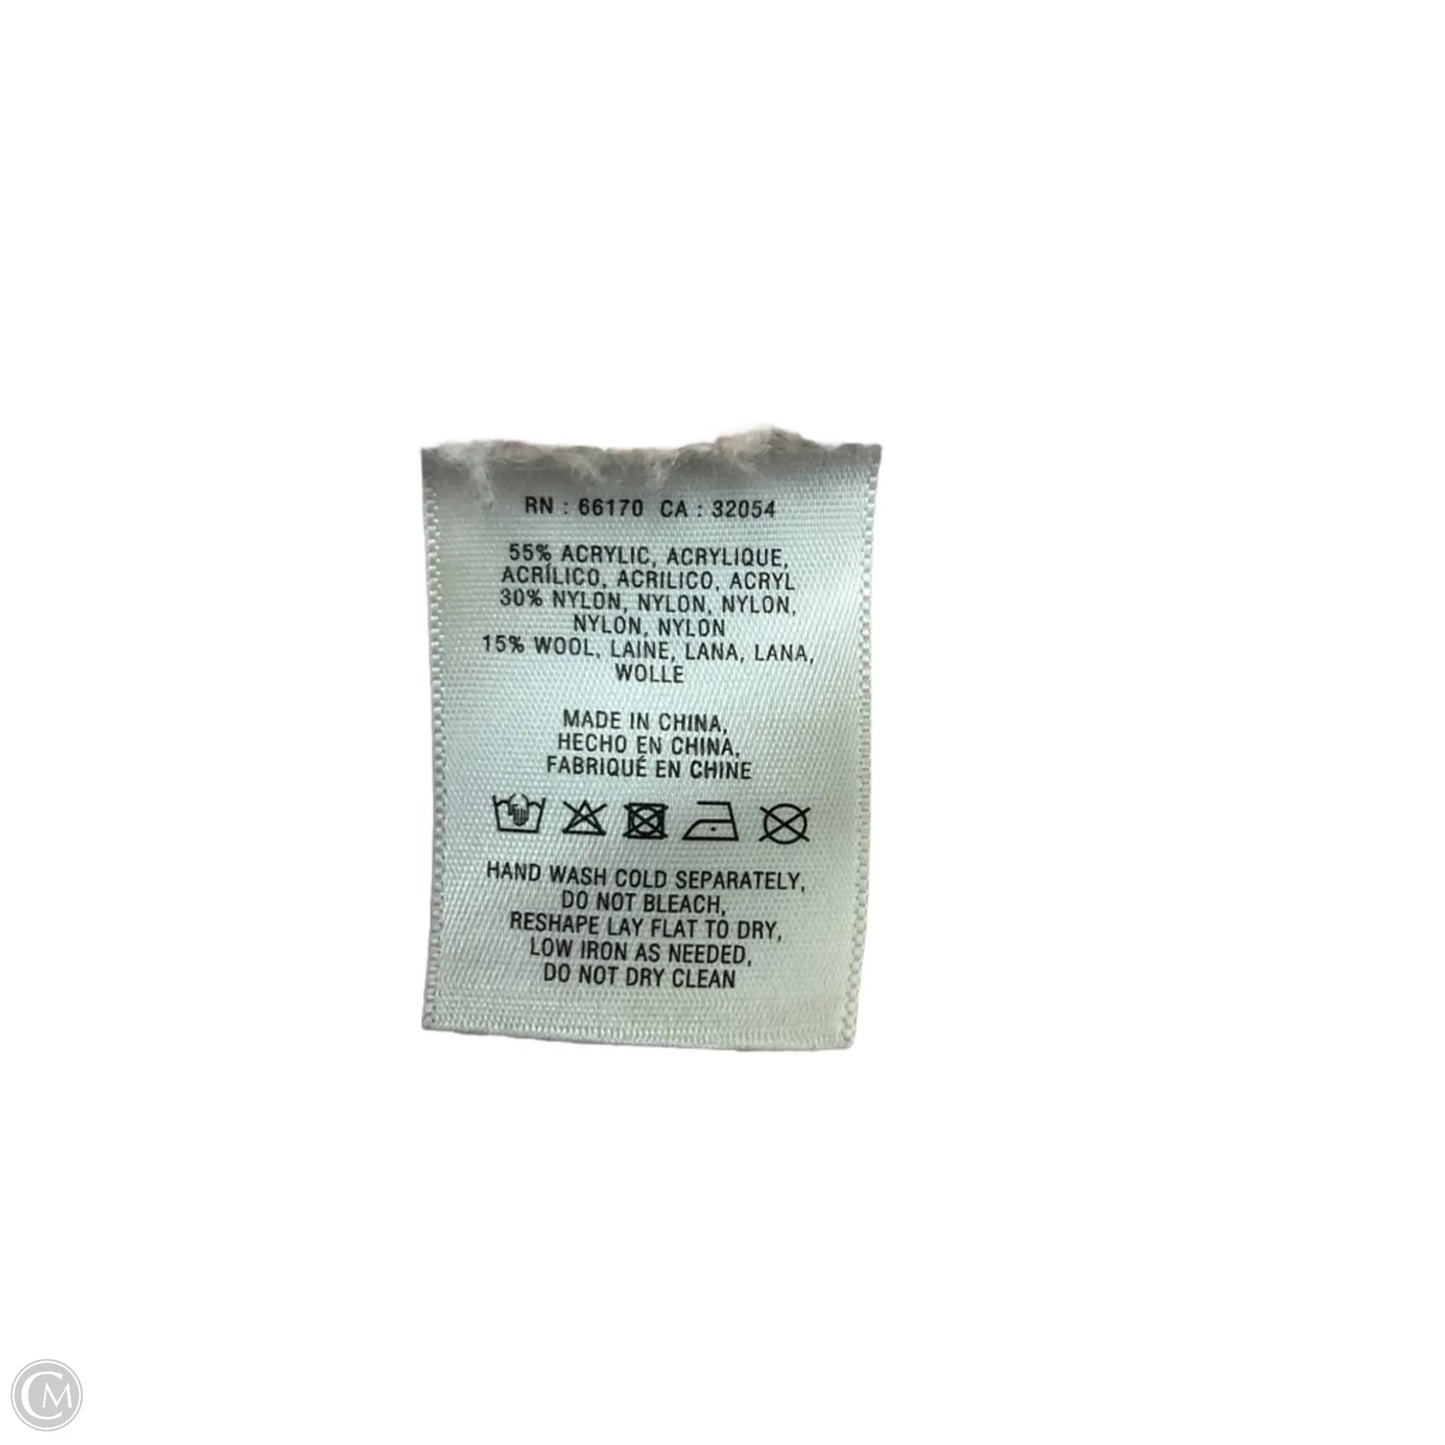 RN : 66170 CA : 32054
55% ACRYLIC, ACRYLIQUE,
ACRÍLICO, ACRILICO, ACRYL
30% NYLON, NYLON, NYLON,
NYLON, NYLON
15% WOOL, LAINE, LANA, LANA,
WOLLE
MADE IN CHINA,
HECHO EN CHINA,
FABRIQUÉ EN CHINE
HAND WASH COLD SEPARATELY,
DO NOT BLEACH,
RESHAPE LAY FLAT TO DRY,
LOW IRON AS NEEDED,
DO NOT DRY CLEAN
CM